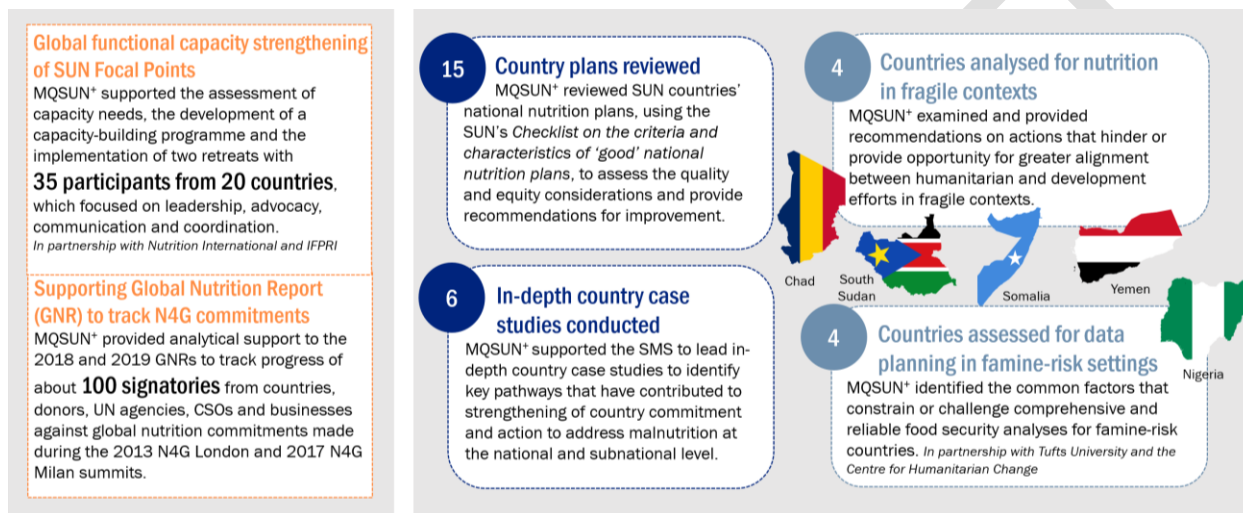 Global functional capacity strengthening
of SUN Focal Points
MQSUN⁺ supported the assessment of
capacity needs, the development of a
capacity-building programme and the
implementation of two retreats with
35 participants from 20 countries,
which focused on leadership, advocacy,
communication and coordination.
In partnership with Nutrition International and IFPRI
Supporting Global Nutrition Report
(GNR) to track N4G commitments
MQSUN⁺ provided analytical support to the
2018 and 2019 GNRs to track progress of
about 100 signatories from countries,
donors, UN agencies, CSOs and businesses
against global nutrition commitments made
during the 2013 N4G London and 2017 N4G
Milan summits.
15
Country plans reviewed
MQSUN⁺ reviewed SUN countries'
national nutrition plans, using the
SUN's Checklist on the criteria and
characteristics of 'good' national
nutrition plans, to assess the quality
and equity considerations and provide
recommendations for improvement.
6
In-depth country case
studies conducted
MQSUN⁺ supported the SMS to lead in-
depth country case studies to identify
key pathways that have contributed to
strengthening of country commitment
and action to address malnutrition at
the national and subnational level.
4
Countries analysed for nutrition
in fragile contexts
MQSUN⁺ examined and provided
recommendations on actions that hinder or
provide opportunity for greater alignment
between humanitarian and development
efforts in fragile contexts.
Chad
South
Sudan
Somalia
Yemen
Nigeria
4
Countries assessed for data
planning in famine-risk settings
MQSUN⁺ identified the common factors that
constrain or challenge comprehensive and
reliable food security analyses for famine-risk
countries. In partnership with Tufts University and the
Centre for Humanitarian Change